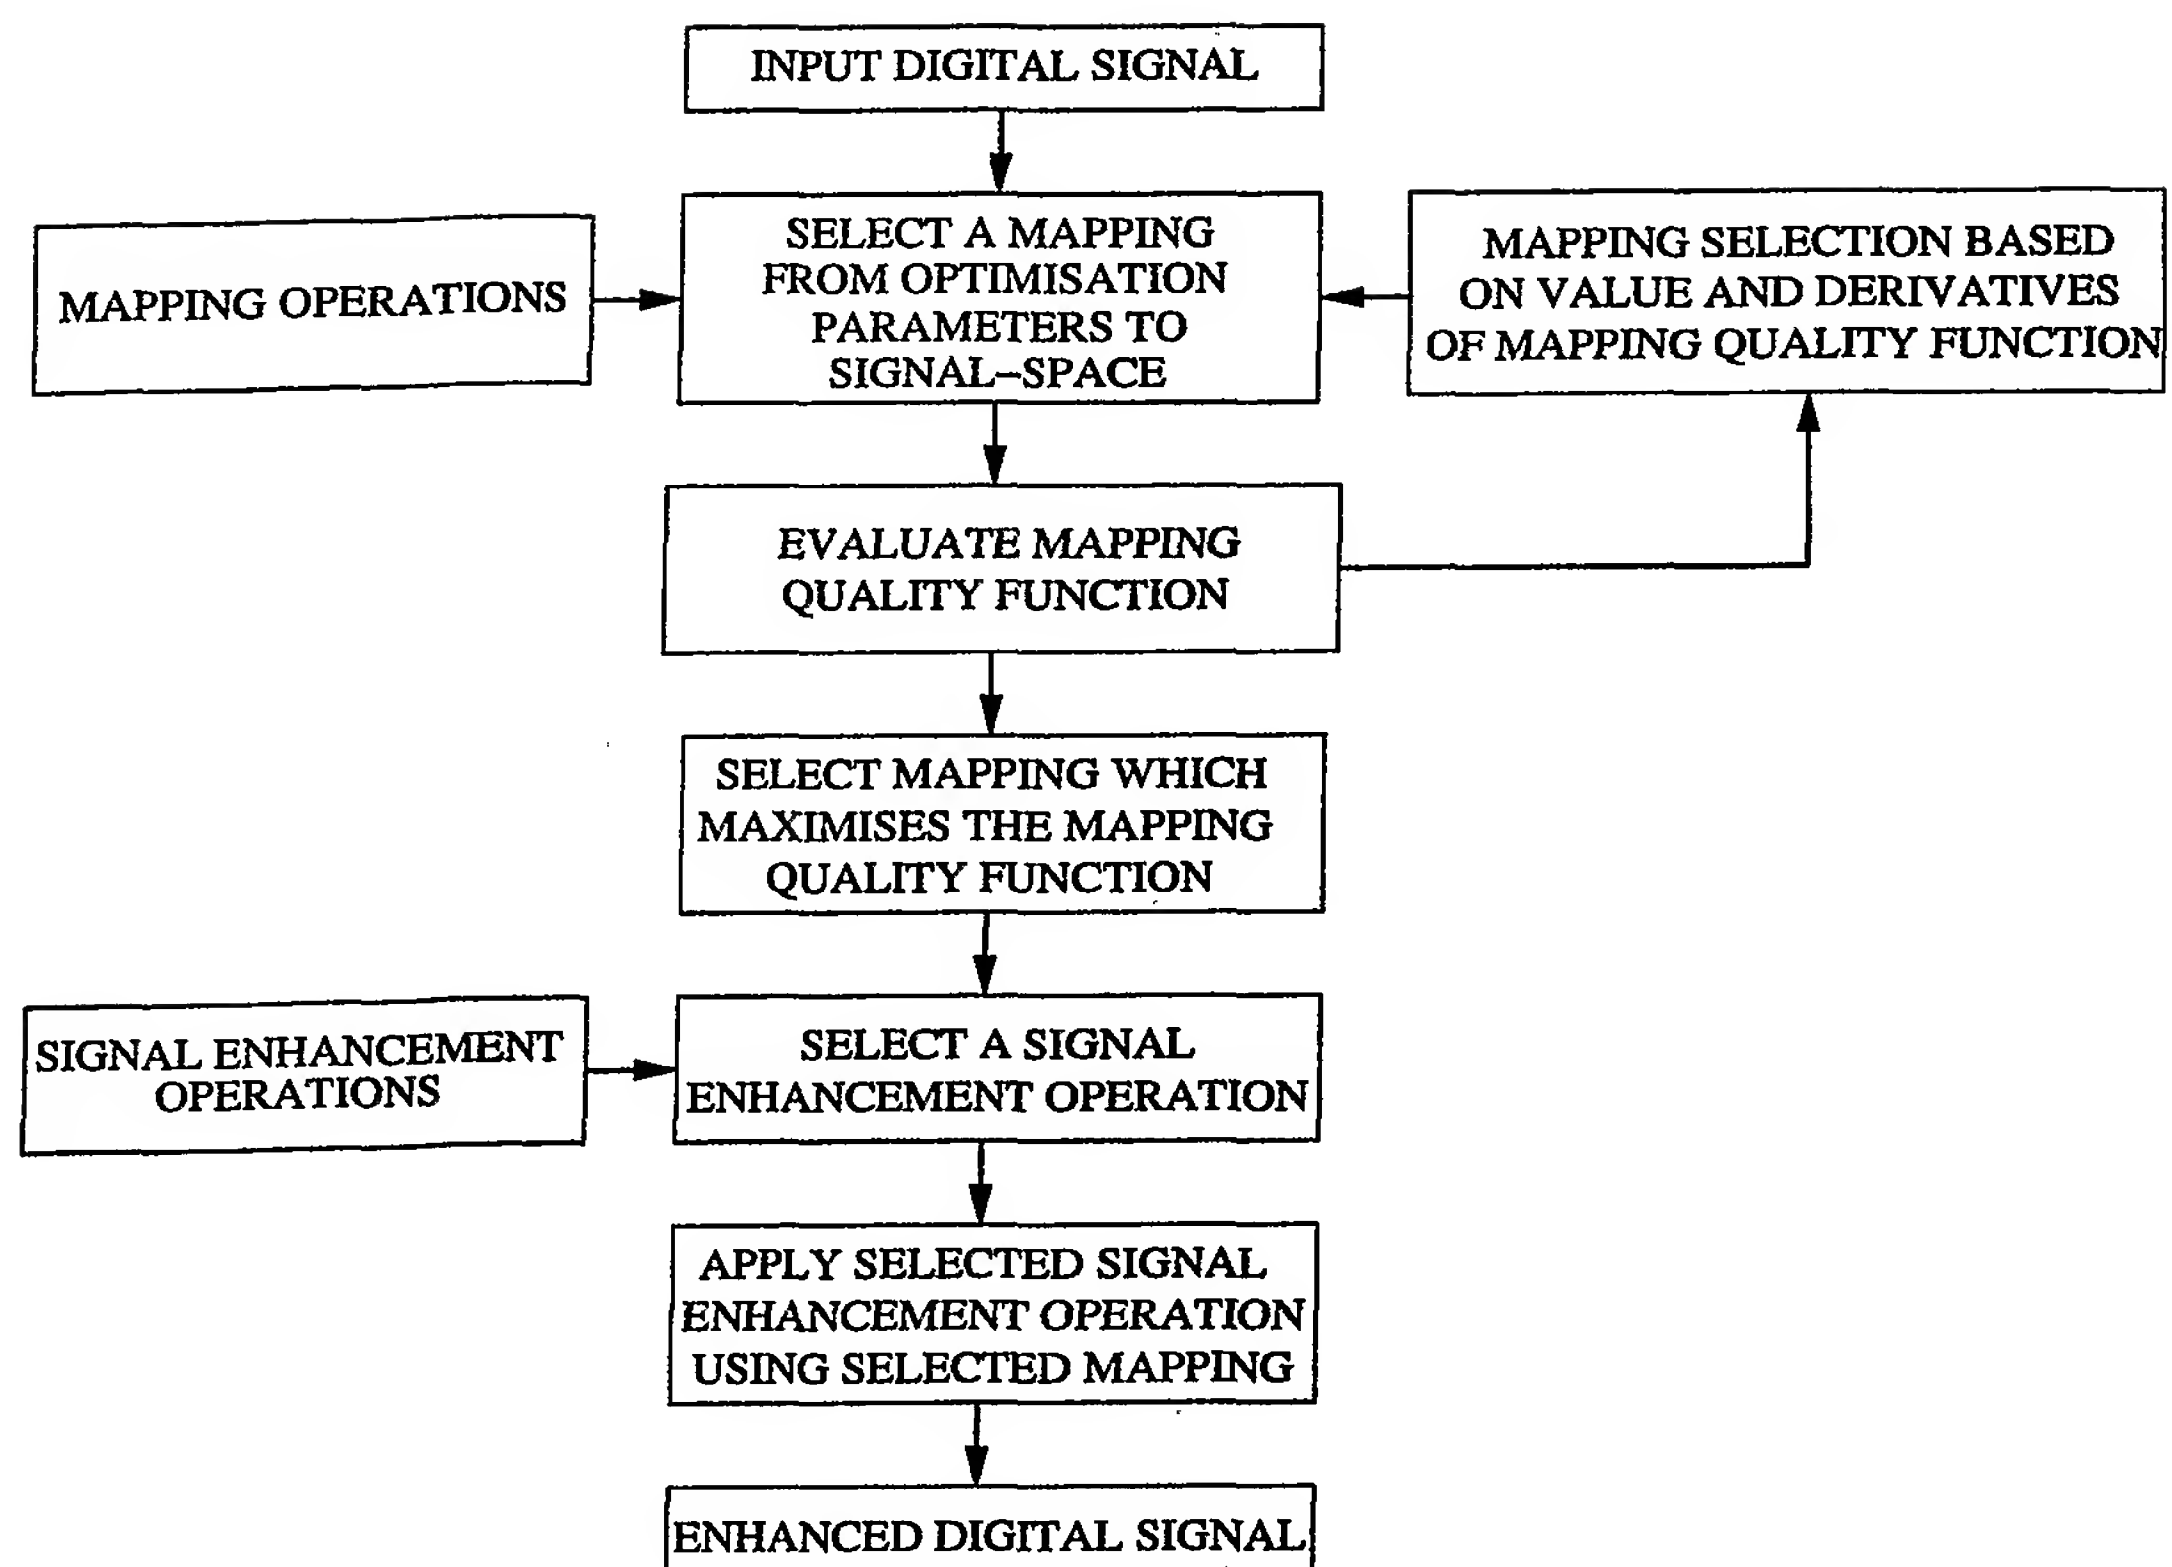 INPUT DIGITAL SIGNAL
MAPPING OPERATIONS
SELECT A MAPPING
FROM OPTIMISATION
PARAMETERS TO
SIGNAL–SPACE
MAPPING SELECTION BASED
ON VALUE AND DERIVATIVES
OF MAPPING QUALITY FUNCTION
EVALUATE MAPPING
QUALITY FUNCTION
SELECT MAPPING WHICH
MAXIMISES THE MAPPING
QUALITY FUNCTION
SIGNAL ENHANCEMENT
OPERATIONS
SELECT A SIGNAL
ENHANCEMENT OPERATION
APPLY SELECTED SIGNAL
ENHANCEMENT OPERATION
USING SELECTED MAPPING
ENHANCED DIGITAL SIGNAL